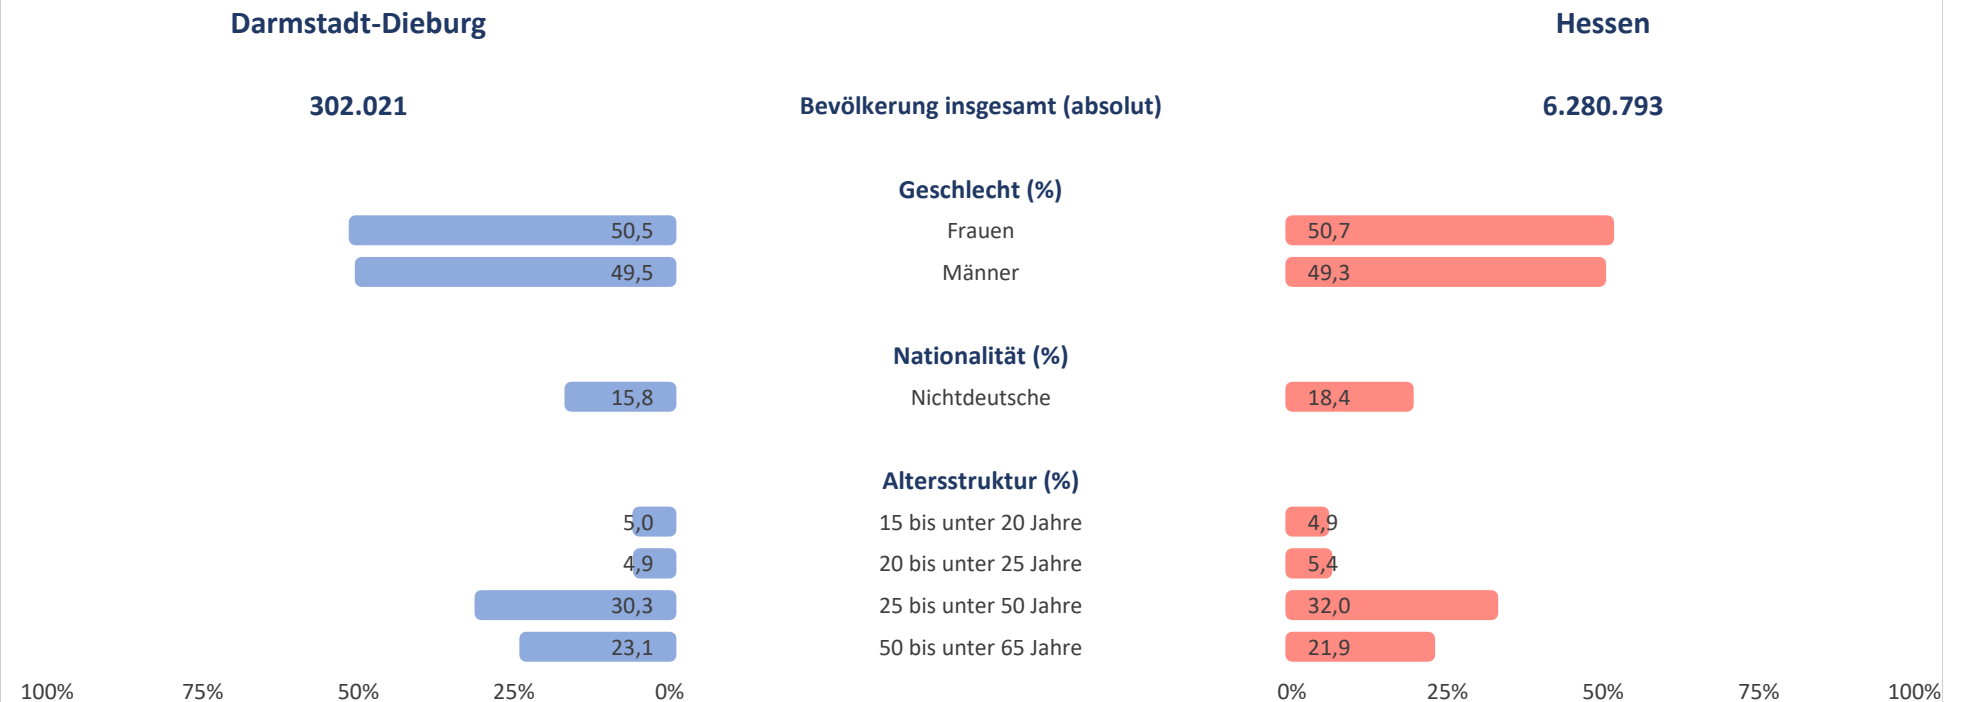 Darmstadt-Dieburg Hessen
302.021 Bevölkerung insgesamt (absolut) 6.280.793
Geschlecht (%)
50,5 Frauen 50,7
49,5 Männer 49,3
Nationalität (%)
15,8 Nichtdeutsche 18,4
Altersstruktur (%)
5,0 15 bis unter 20 Jahre 4,9
4,9 20 bis unter 25 Jahre 5,4
30,3 25 bis unter 50 Jahre 32,0
23,1 50 bis unter 65 Jahre 21,9
100% 75% 50% 25% 0% 0% 25% 50% 75% 100%